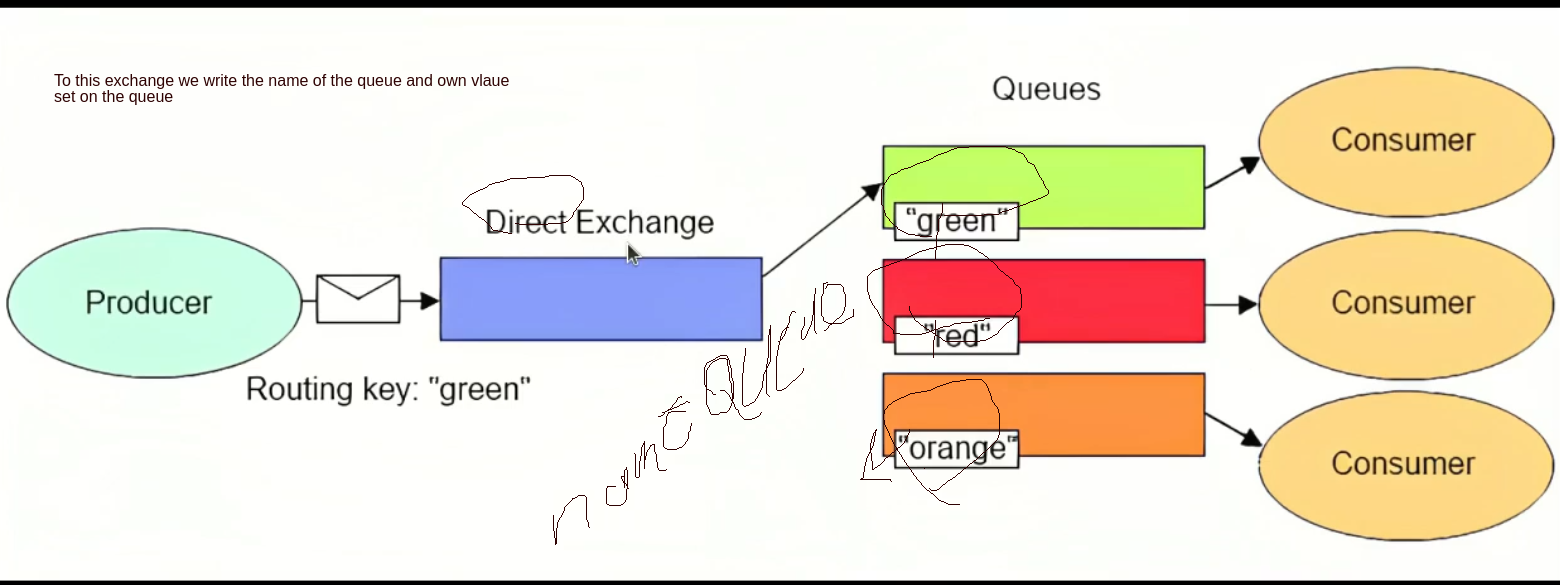 To this exchange we write the name of the queue and own vlaue
set on the queue
Queues
Consumer
Direct Exchange
"green"
Producer
Consumer
"red"
Routing key: "green"
name
"orange"
Consumer